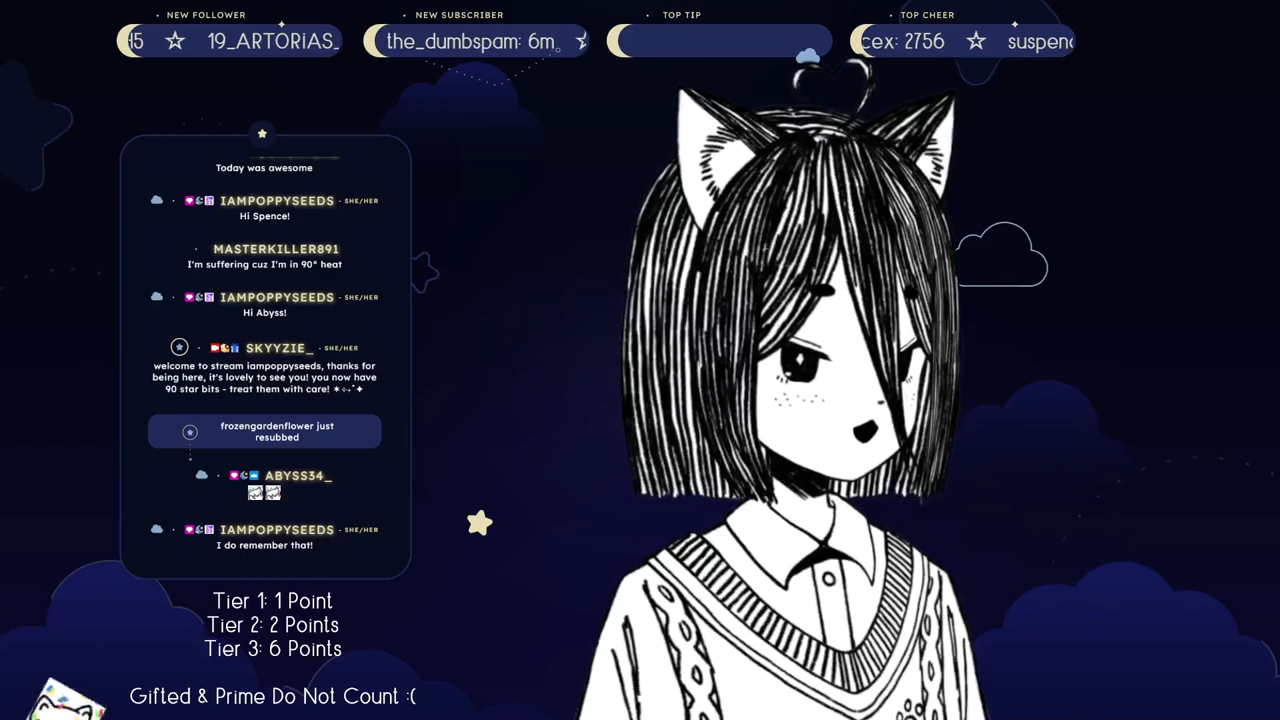 NEW FOLLOWER
NEW SUBSCRIBER
TOP TIP
TOP CHEER
19_ARTORIAS_
the_dumbspam: 6m
cex: 2756
suspen
Today was awesome
IAMPOPPYSEEDS - SHE/HER
Hi Spence!
MASTERKILLER891
I'm suffering cuz I'm in 90° heat
IAMPOPPYSEEDS - SHE/HER
Hi Abyss!
SKYYZIE_ - SHE/HER
welcome to stream iampoppyseeds, thanks for
being here, it's lovely to see you! you now have
90 star bits - treat them with care!
frozengardenflower just
resubbed
ABYSS34_
IAMPOPPYSEEDS - SHE/HER
I do remember that!
Tier 1: 1 Point
Tier 2: 2 Points
Tier 3: 6 Points
Gifted & Prime Do Not Count :(